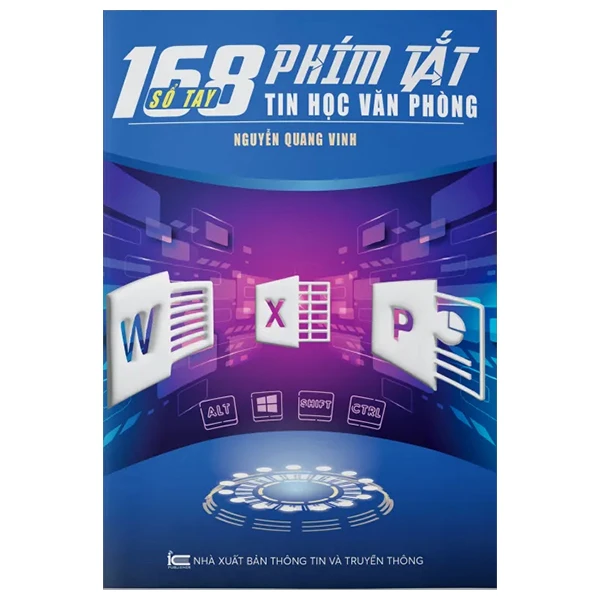 168 PHÍM TẮT
SỔ TAY
TIN HỌC VĂN PHÒNG
NGUYỄN QUANG VINH
W
X
P
ALT
SHIFT
CTRL
NHÀ XUẤT BẢN THÔNG TIN VÀ TRUYỀN THÔNG